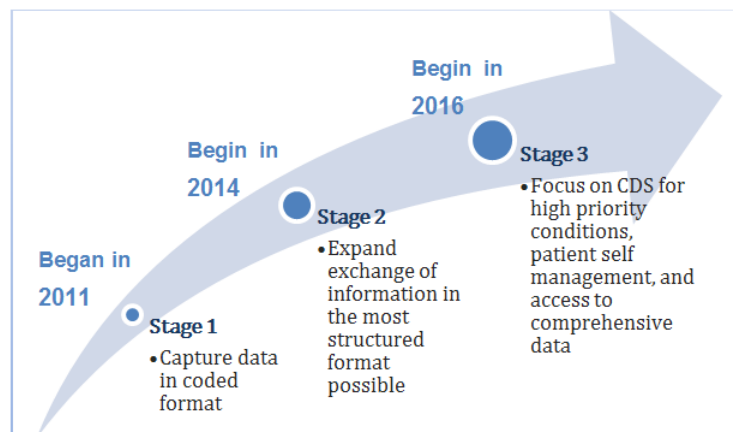 Began in
2011
Stage 1
•Capture data
in coded
format
Begin in
2014
Stage 2
•Expand
exchange of
information in
the most
structured
format
possible
Begin in
2016
Stage 3
•Focus on CDS for
high priority
conditions,
patient self
management, and
access to
comprehensive
data